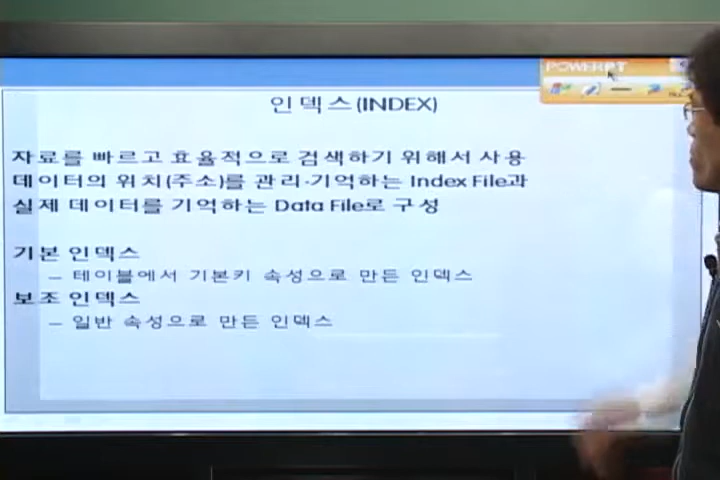 POWER PT
인덱스(INDEX)
자료를 빠르고 효율적으로 검색하기 위해서 사용
데이터의 위치(주소)를 관리·기억하는 Index File과
실제 데이터를 기억하는 Data File로 구성
기본 인덱스
– 테이블에서 기본키 속성으로 만든 인덱스
보조 인덱스
– 일반 속성으로 만든 인덱스